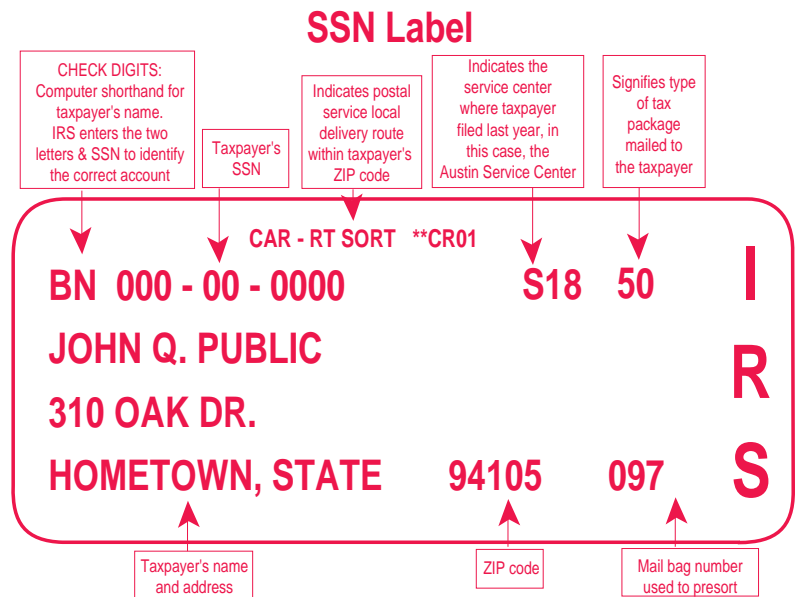 SSN Label
CHECK DIGITS:
Computer shorthand for
taxpayer's name.
IRS enters the two
letters & SSN to identify
the correct account
Taxpayer's
SSN
Indicates postal
service local
delivery route
within taxpayer's
ZIP code
Indicates the
service center
where taxpayer
filed last year, in
this case, the
Austin Service Center
Signifies type
of tax
package
mailed to
the taxpayer
CAR - RT SORT **CR01
BN 000 - 00 - 0000 S18 50
JOHN Q. PUBLIC
310 OAK DR.
HOMETOWN, STATE 94105 097
I
R
S
Taxpayer's name
and address
ZIP code
Mail bag number
used to presort